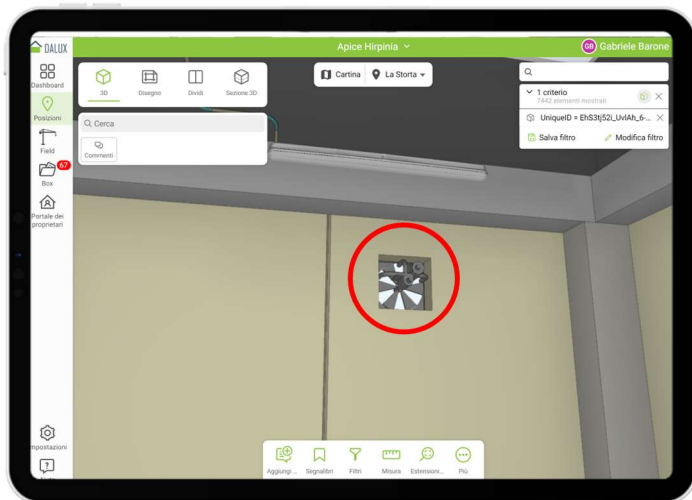 DALUX
Apice Hirpinia
GB Gabriele Barone
Dashboard
Posizioni
Field
67
Box
Portale dei
proprietari
3D
Disegno
Dividi
Sezione 3D
Cerca
Commenti
Cartina
La Storta
1 criterio
7442 elementi mostrati
UniqueID = EhS3tj52i_UvlAh_6-...
Salva filtro
Modifica filtro
Aggiungi ...
Segnalibri
Filtri
Misura
Estensioni...
Più
mpostazioni